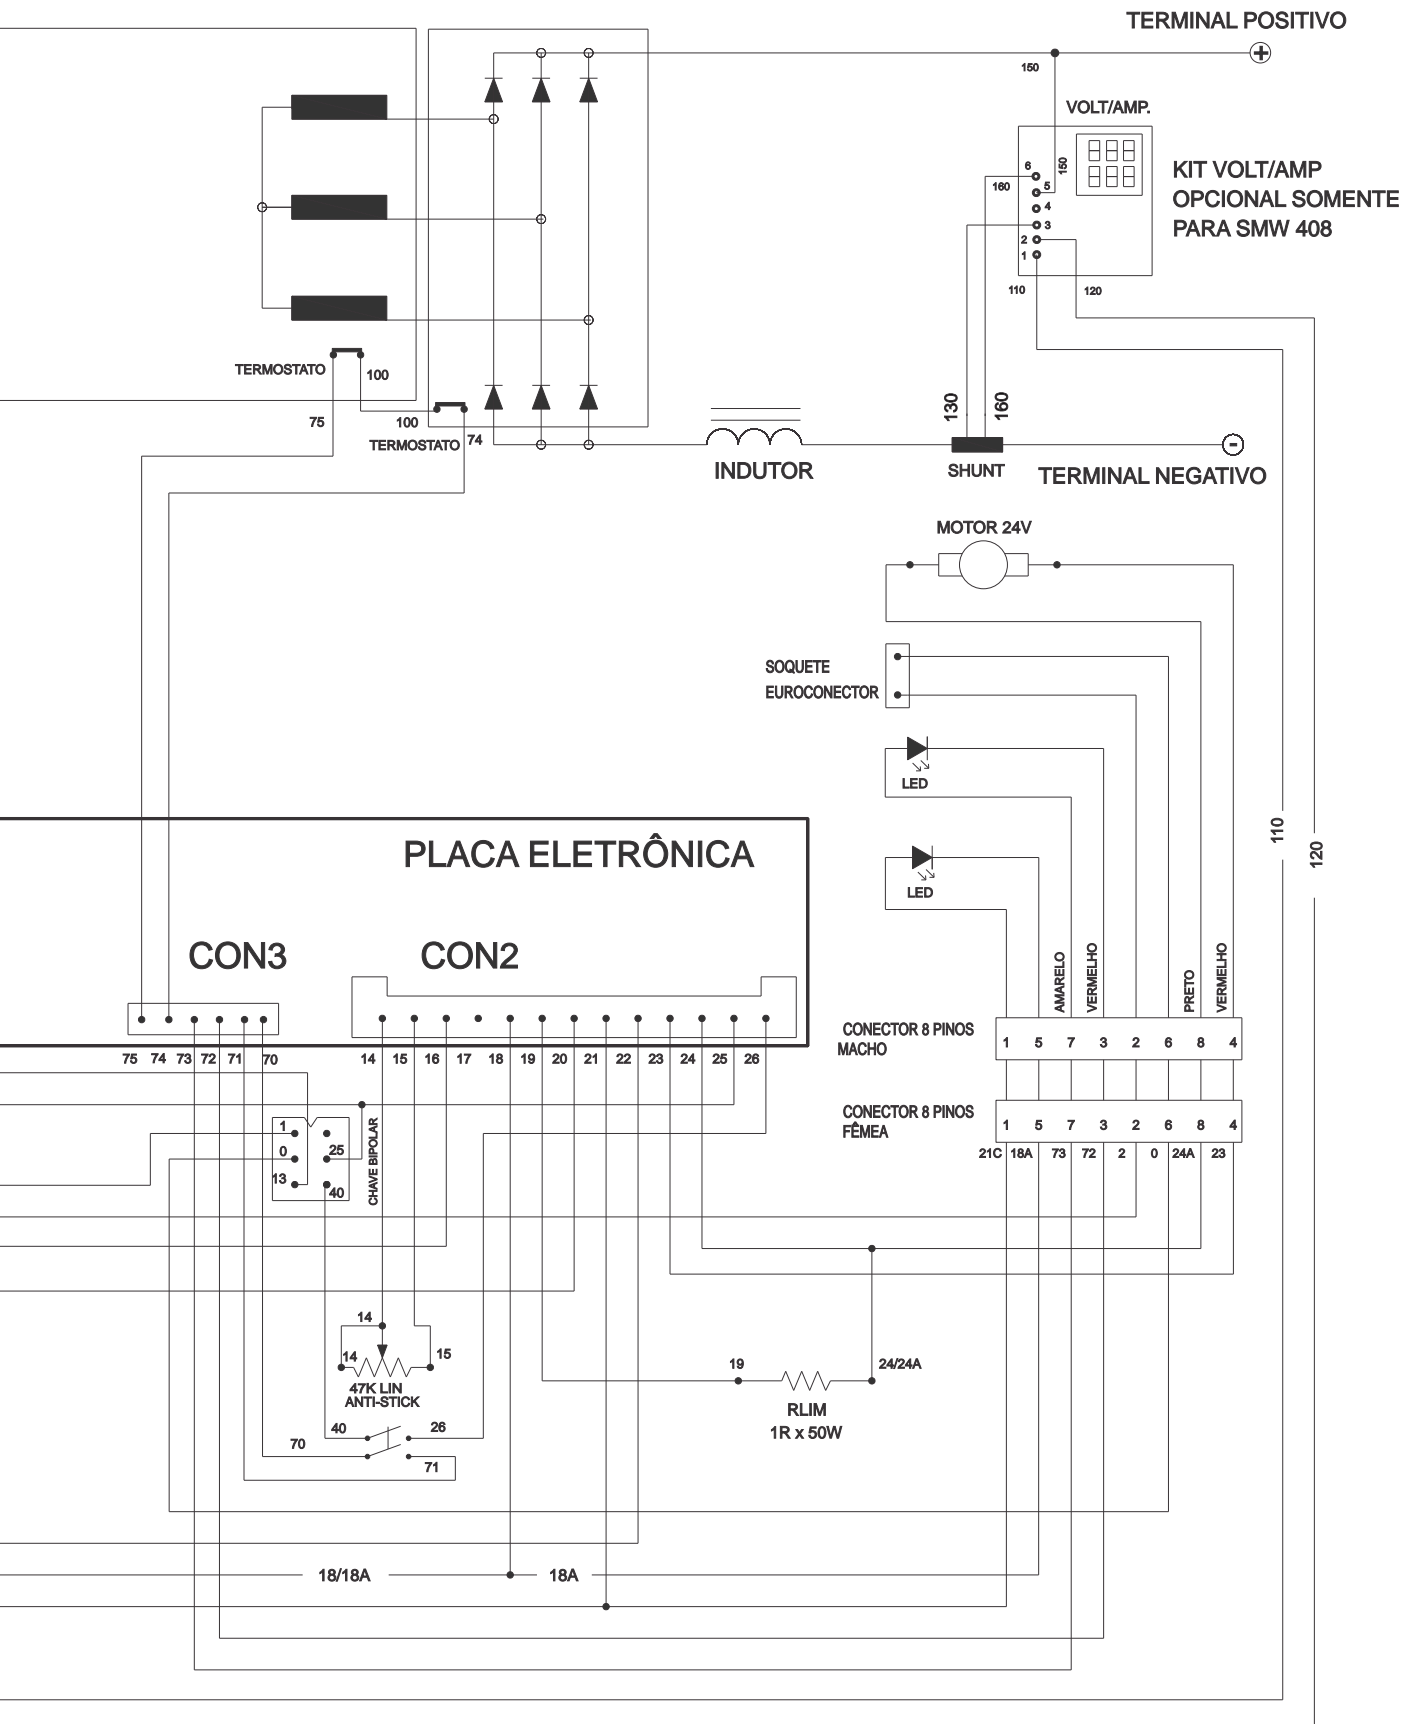 TERMINAL POSITIVO
150
VOLT/AMP.
150
6
5
4
3
2
1
160
110
120
KIT VOLT/AMP
OPCIONAL SOMENTE
PARA SMW 408
TERMOSTATO
100
75
100
TERMOSTATO
74
130
160
INDUTOR
SHUNT
TERMINAL NEGATIVO
MOTOR 24V
SOQUETE
EUROCONECTOR
LED
LED
110
120
PLACA ELETRÔNICA
CON3
CON2
AMARELO
VERMELHO
PRETO
VERMELHO
CONECTOR 8 PINOS
MACHO
1 5 7 3 2 6 8 4
75 74 73 72 71 70
14 15 16 17 18 19 20 21 22 23 24 25 26
CONECTOR 8 PINOS
FÊMEA
1 5 7 3 2 6 8 4
21C 18A 73 72 2 0 24A 23
1
0
13
25
40
CHAVE BIPOLAR
14
14
15
47K LIN
ANTI-STICK
19
24/24A
RLIM
1R x 50W
40
26
70
71
18/18A
18A